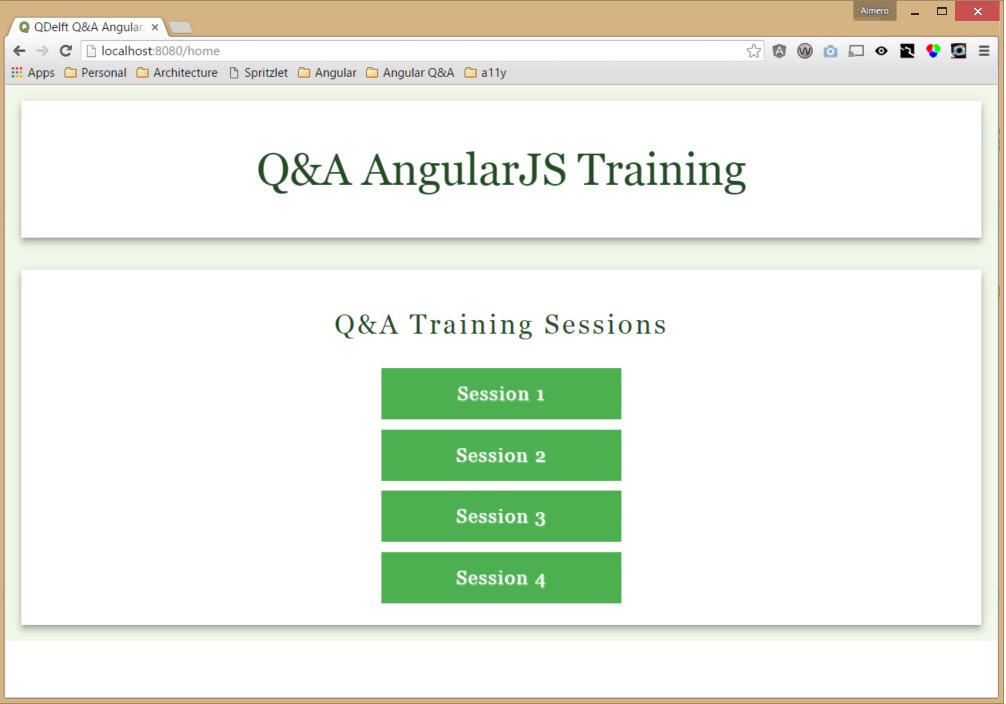 Almero
QDelft Q&A Angular
localhost:8080/home
Apps Personal Architecture Spritzlet Angular Angular Q&A a11y
Q&A AngularJS Training
Q&A Training Sessions
Session 1
Session 2
Session 3
Session 4